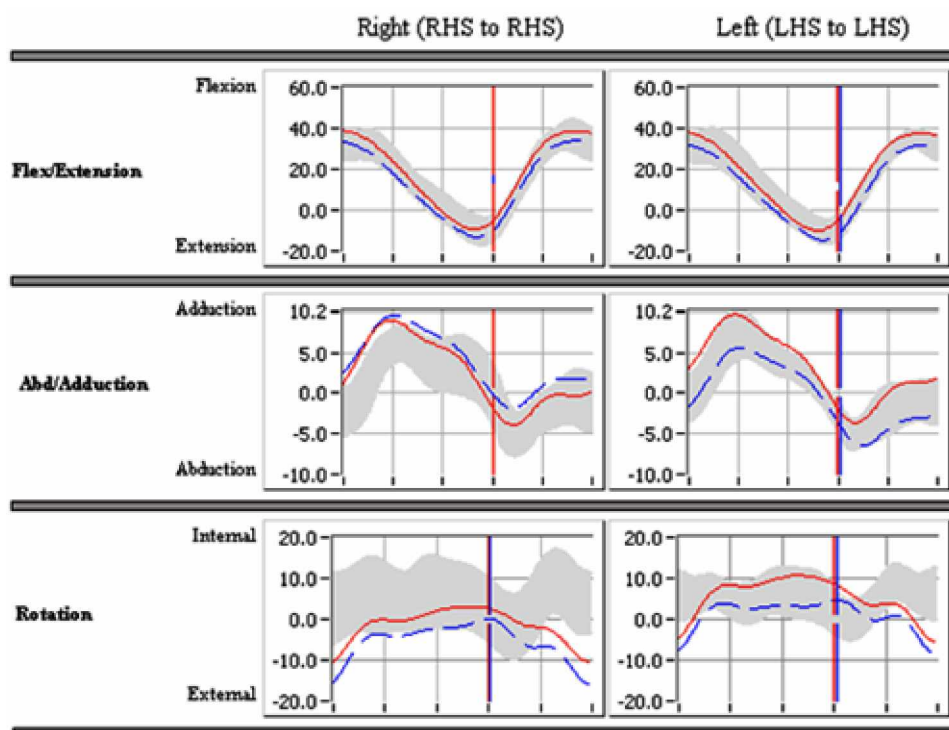 Right (RHS to RHS) Left (LHS to LHS)
Flexion 60.0 60.0
40.0 40.0
Flex/Extension 20.0 20.0
0.0 0.0
Extension -20.0 -20.0
Adduction 10.2 10.2
5.0 5.0
Abd/Adduction 0.0 0.0
-5.0 -5.0
Abduction -10.0 -10.0
Internal 20.0 20.0
10.0 10.0
Rotation 0.0 0.0
-10.0 -10.0
External -20.0 -20.0